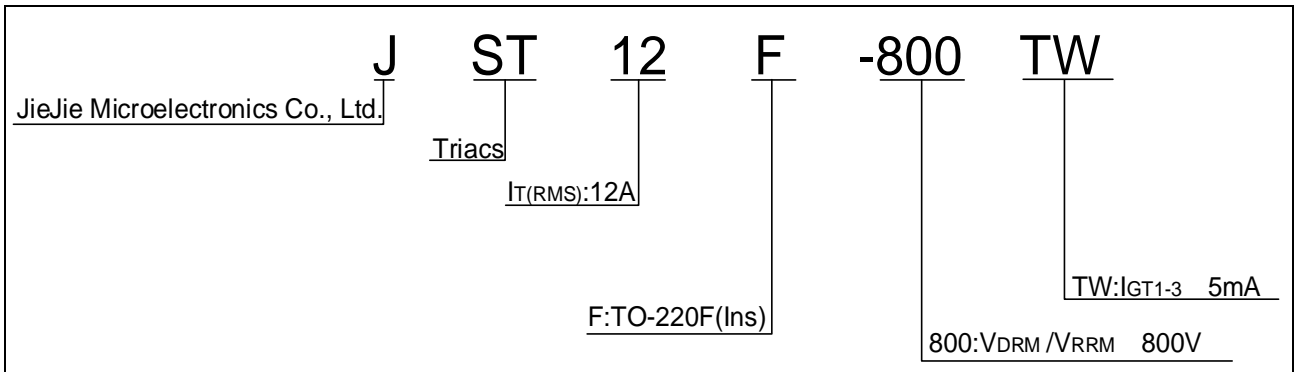 J ST 12 F -800 TW
JieJie Microelectronics Co., Ltd.
Triacs
IT(RMS):12A
TW:IGT1-3 5mA
F:TO-220F(Ins)
800:VDRM /VRRM 800V